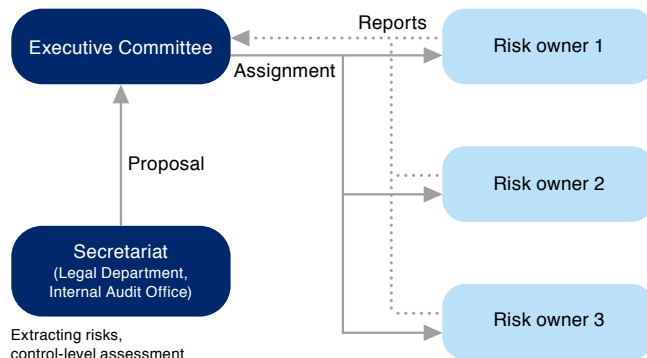 Reports
Executive Committee
Risk owner 1
Assignment
Proposal
Risk owner 2
Secretariat
(Legal Department,
Internal Audit Office)
Risk owner 3
Extracting risks,
control-level assessment